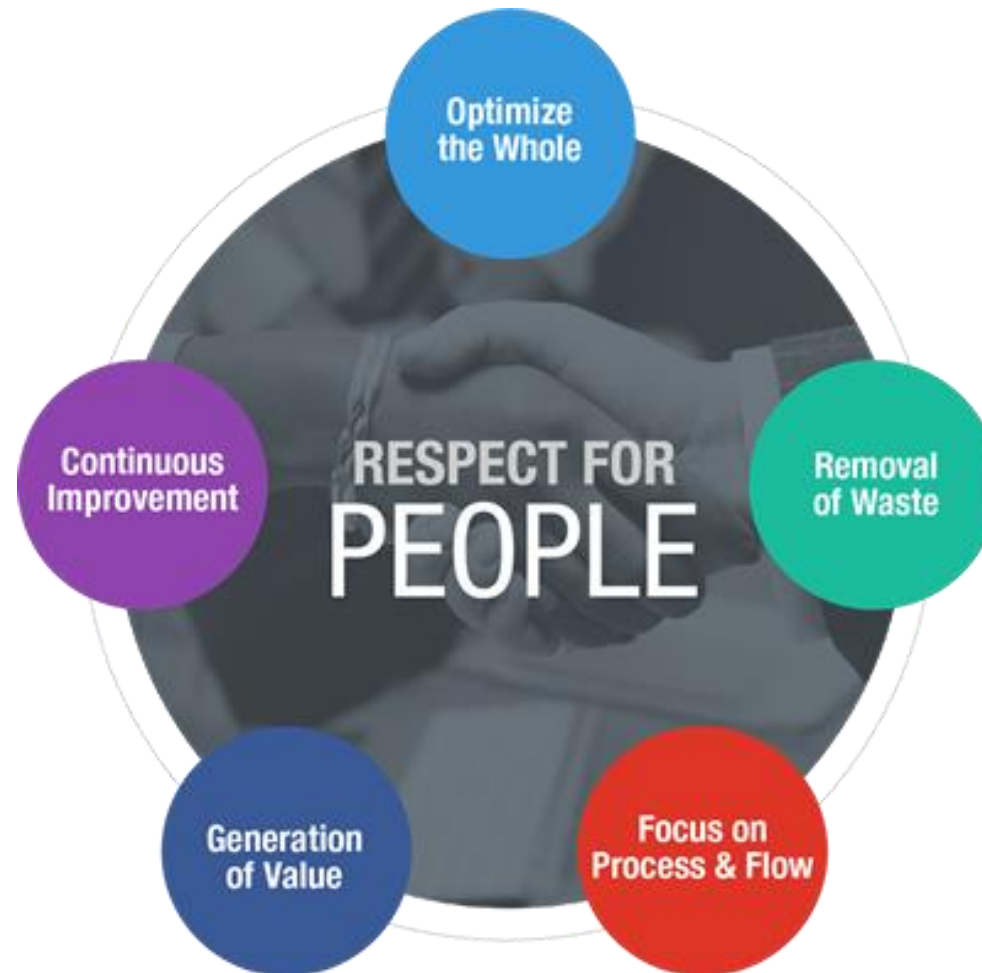 Optimize
the Whole
Continuous
Improvement
RESPECT FOR
PEOPLE
Removal
of Waste
Generation
of Value
Focus on
Process & Flow